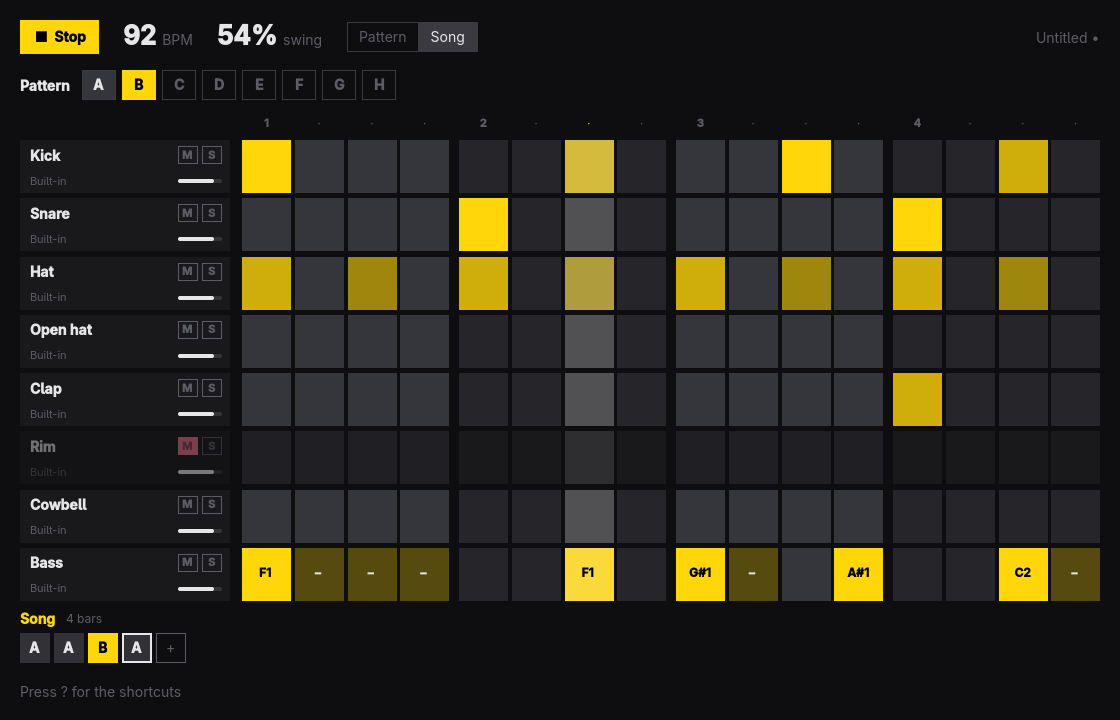 Stop 92 BPM 54% swing Pattern Song Untitled •
Pattern A B C D E F G H
1 · · · 2 · · · 3 · · · 4 · · ·
Kick M S
Built-in
Snare M S
Built-in
Hat M S
Built-in
Open hat M S
Built-in
Clap M S
Built-in
Rim M S
Built-in
Cowbell M S
Built-in
Bass M S
Built-in
F1 – – – F1 G#1 – A#1 C2 –
Song 4 bars
A A B A +
Press ? for the shortcuts